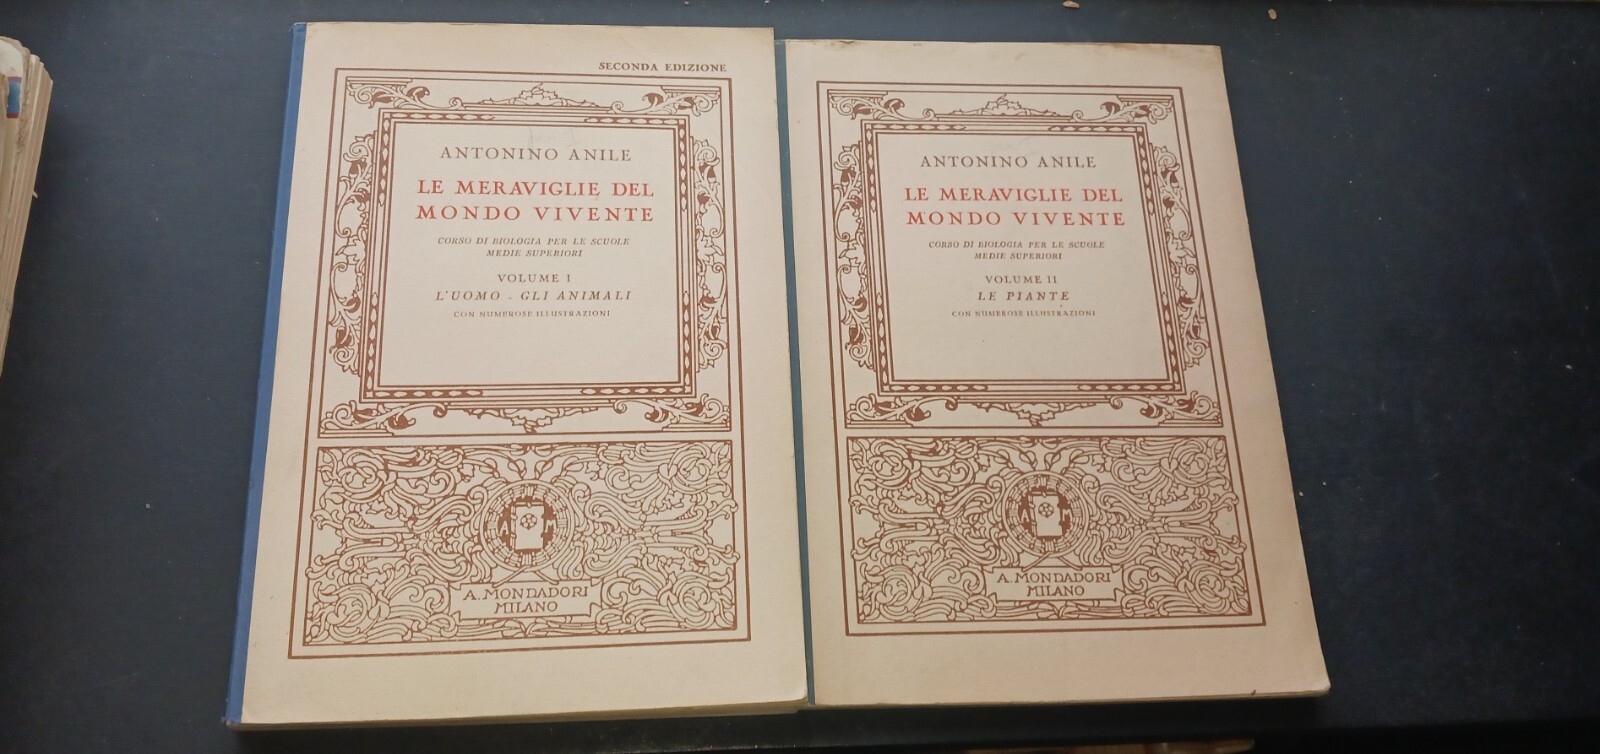 SECONDA EDIZIONE
ANTONINO ANILE
LE MERAVIGLIE DEL
MONDO VIVENTE
CORSO DI BIOLOGIA PER LE SCUOLE
MEDIE SUPERIORI
VOLUME I
L'UOMO - GLI ANIMALI
CON NUMEROSE ILLUSTRAZIONI
A. MONDADORI
MILANO
ANTONINO ANILE
LE MERAVIGLIE DEL
MONDO VIVENTE
CORSO DI BIOLOGIA PER LE SCUOLE
MEDIE SUPERIORI
VOLUME II
LE PIANTE
CON NUMEROSE ILLUSTRAZIONI
A. MONDADORI
MILANO